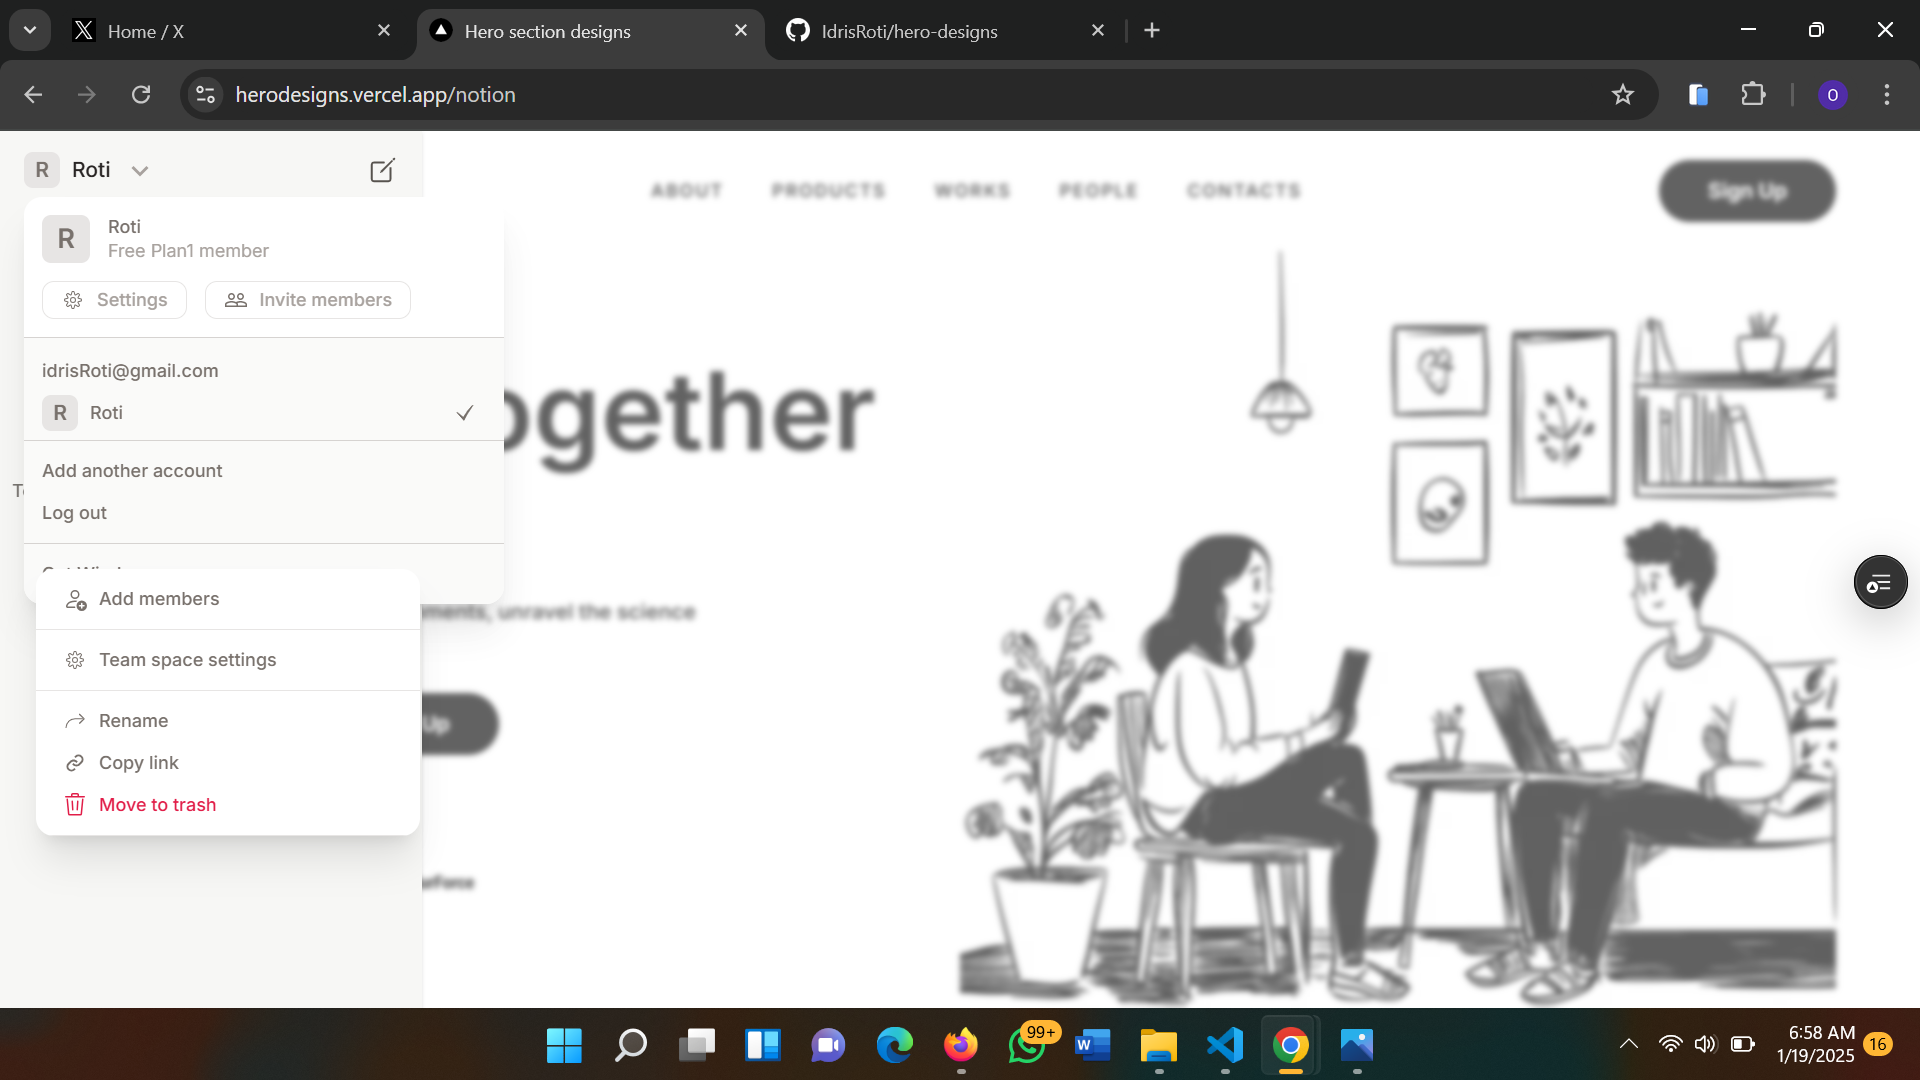 Home / X
Hero section designs
IdrisRoti/hero-designs
herodesigns.vercel.app/notion
O
R Roti
ABOUT PRODUCTS WORKS PEOPLE CONTACTS
Sign Up
R
Roti
Free Plan1 member
Settings
Invite members
idrisRoti@gmail.com
R Roti
ogether
Add another account
Log out
Add members
unravel the science
Team space settings
Rename
Up
Copy link
Move to trash
99+
W
6:58 AM
1/19/2025
16